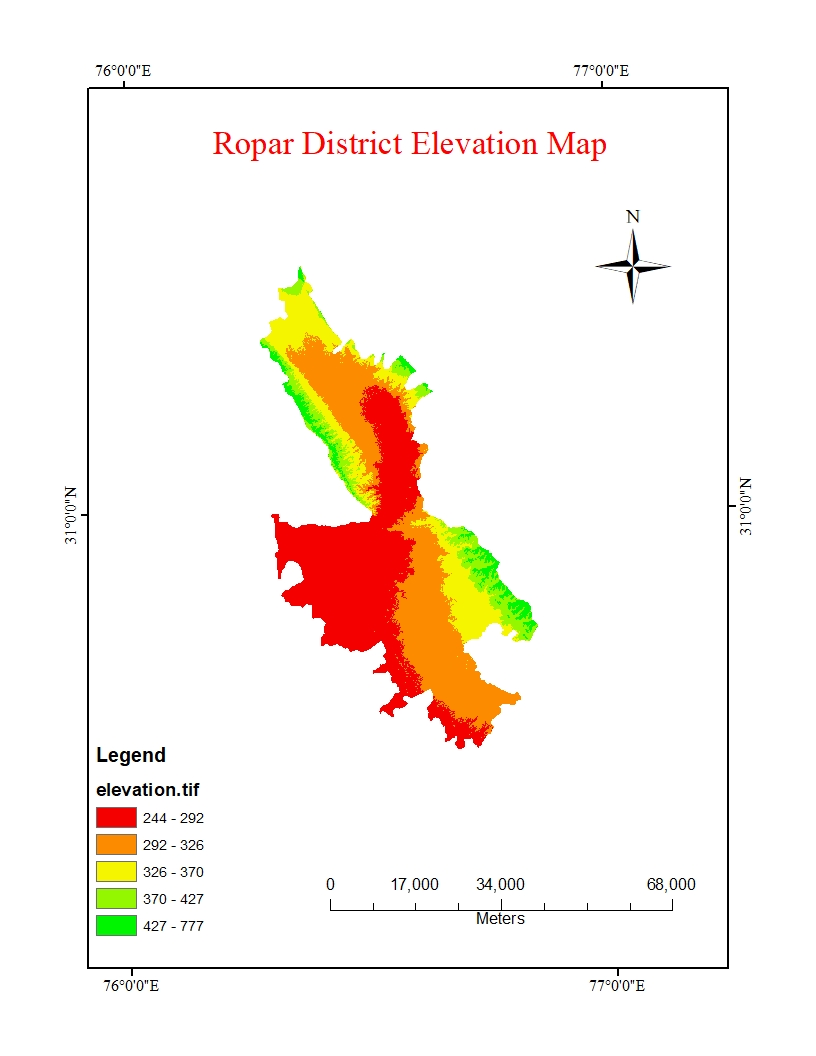 76°0'0"E 77°0'0"E
Ropar District Elevation Map
N
31°0'0"N 31°0'0"N
Legend
elevation.tif
244 - 292
292 - 326
326 - 370
370 - 427
427 - 777
0 17,000 34,000 68,000
Meters
76°0'0"E 77°0'0"E